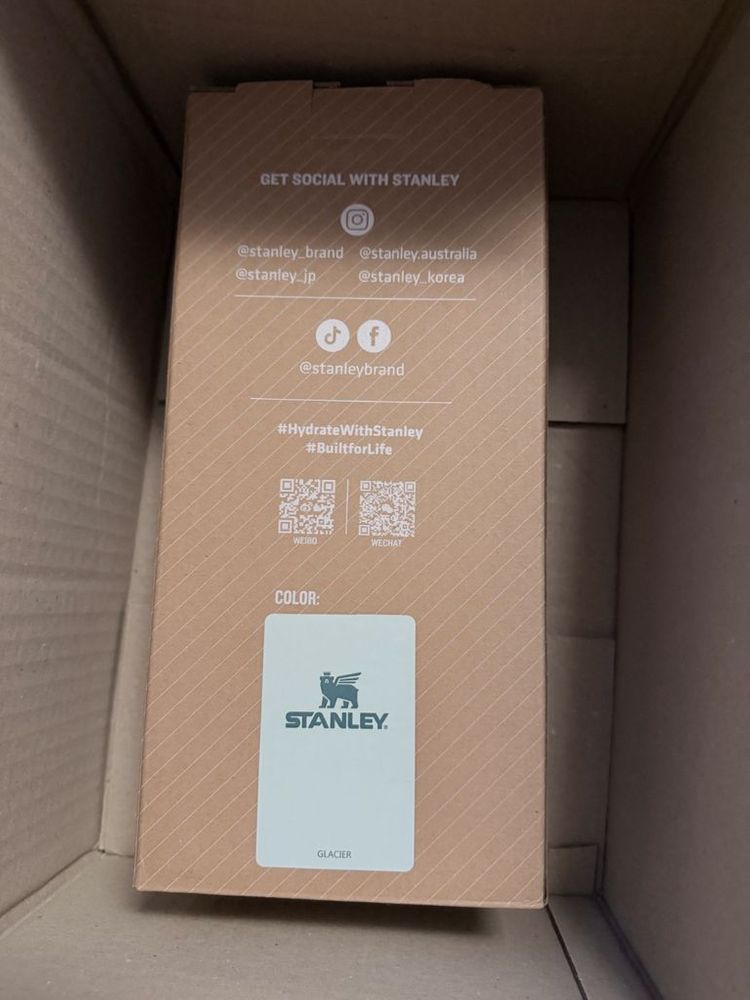 GET SOCIAL WITH STANLEY
@stanley_brand @stanley.australia
@stanley_jp @stanley_korea
@stanleybrand
#HydrateWithStanley
#BuiltforLife
WEIBO WECHAT
COLOR:
STANLEY®
GLACIER